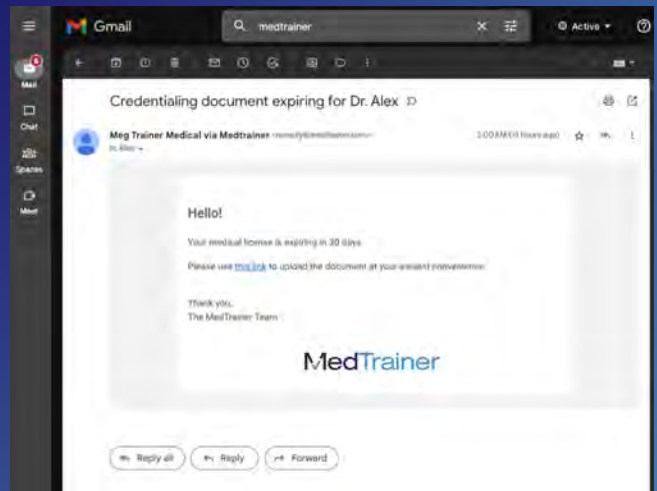 Gmail
medtrainer
Active
Mail
Chat
Spaces
Meet
Credentialing document expiring for Dr. Alex
Meg Trainer Medical via Medtrainer
to Alex
Hello!
Your medical license is expiring in 30 days.
Please use this link to upload the document at your earliest convenience.
Thank you,
The MedTrainer Team
MedTrainer
Reply all
Reply
Forward